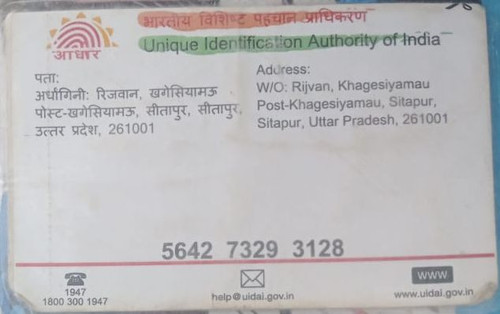 भारतीय विशिष्ट पहचान प्राधिकरण
Unique Identification Authority of India
आधार
पता:
अर्धांगिनी: रिजवान, खगेसियामऊ
पोस्ट-खगेसियामऊ, सीतापुर, सीतापुर,
उत्तर प्रदेश, 261001
Address:
W/O: Rijvan, Khagesiyamau
Post-Khagesiyamau, Sitapur,
Sitapur, Uttar Pradesh, 261001
5642 7329 3128
1947
1800 300 1947
help@uidai.gov.in
www
www.uidai.gov.in